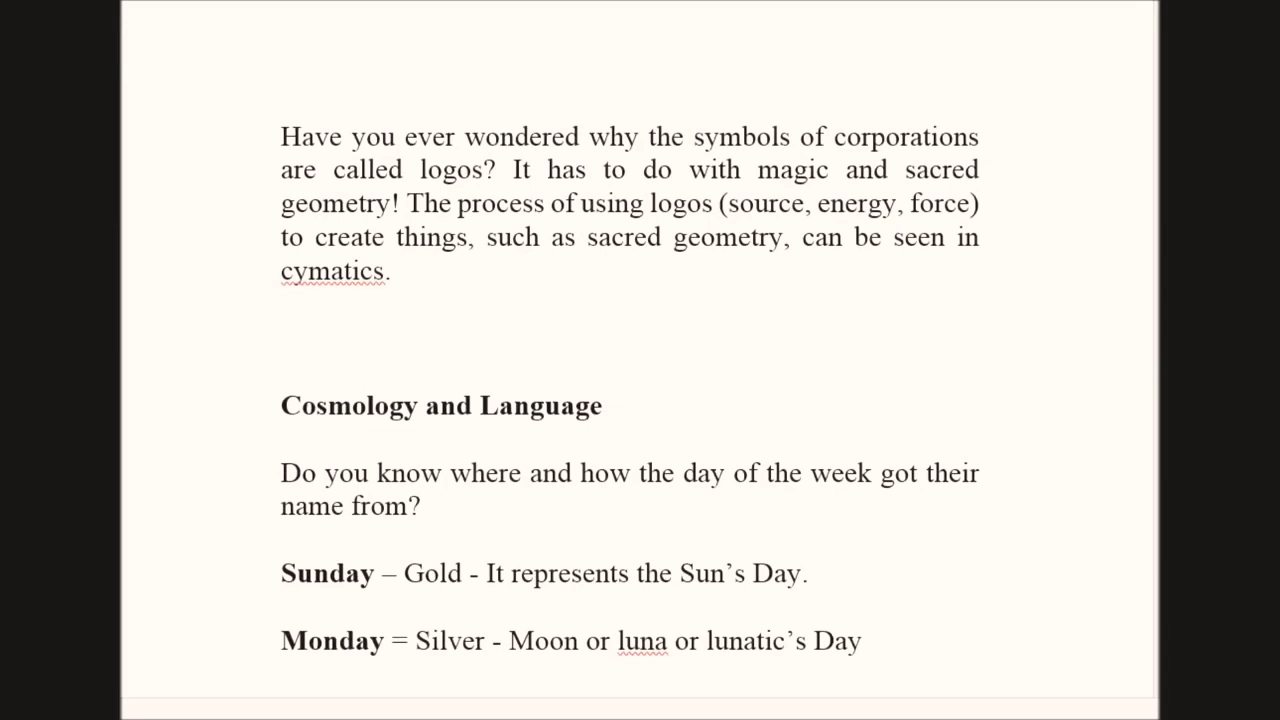 Have you ever wondered why the symbols of corporations
are called logos? It has to do with magic and sacred
geometry! The process of using logos (source, energy, force)
to create things, such as sacred geometry, can be seen in
cymatics.
Cosmology and Language
Do you know where and how the day of the week got their
name from?
Sunday – Gold - It represents the Sun’s Day.
Monday = Silver - Moon or luna or lunatic’s Day